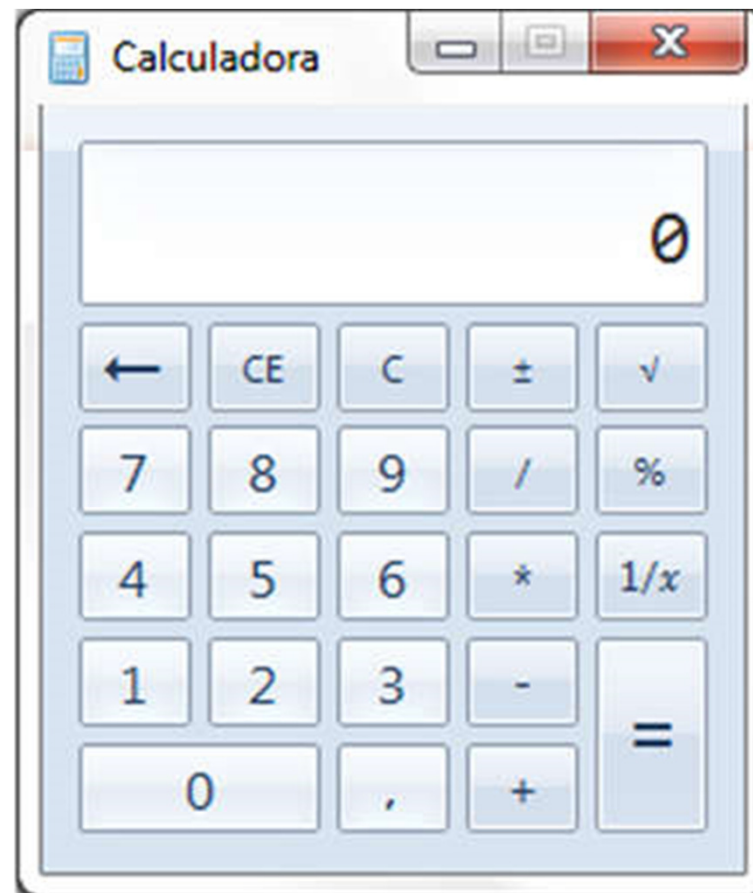 Calculadora
0
← CE C ± √
7 8 9 / %
4 5 6 * 1/x
1 2 3 - =
0 , +